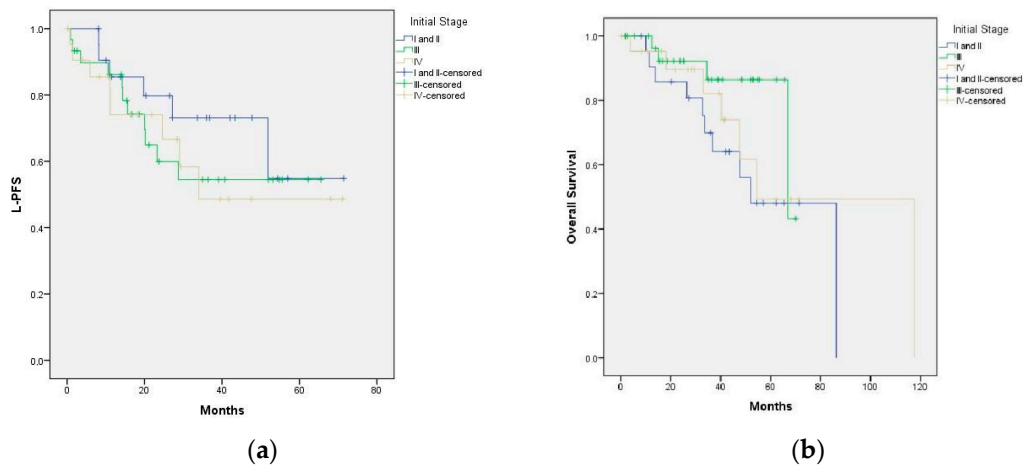 Initial Stage
I and II
III
IV
I and II-censored
III-censored
IV-censored
1.0
0.8
0.6
0.4
0.2
0.0
L-PFS
0
20
40
60
80
Months
(a)
Initial Stage
I and II
III
IV
I and II-censored
III-censored
IV-censored
1.0
0.8
0.6
0.4
0.2
0.0
Overall Survival
0
20
40
60
80
100
120
Months
(b)